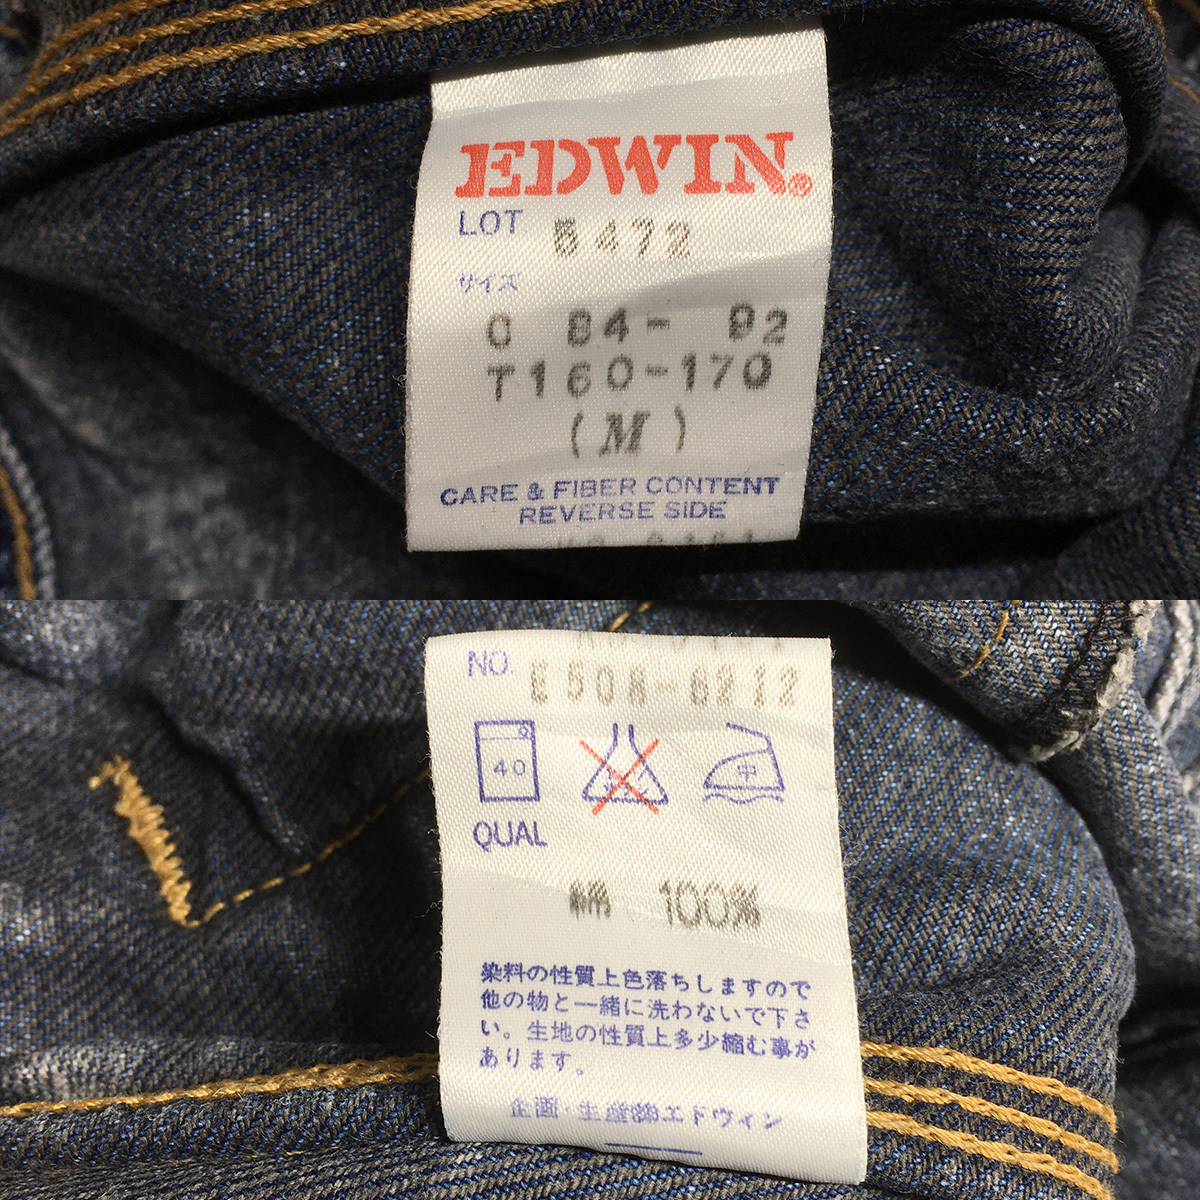 EDWIN®
LOT 5472
サイズ
C 84- 92
T160-170
(M)
CARE & FIBER CONTENT
REVERSE SIDE
NO.
40
中
QUAL
綿 100%
染料の性質上色落ちしますので
他の物と一緒に洗わないで下さ
い。生地の性質上多少縮む事が
あります。
企画・生産㈱エドウィン